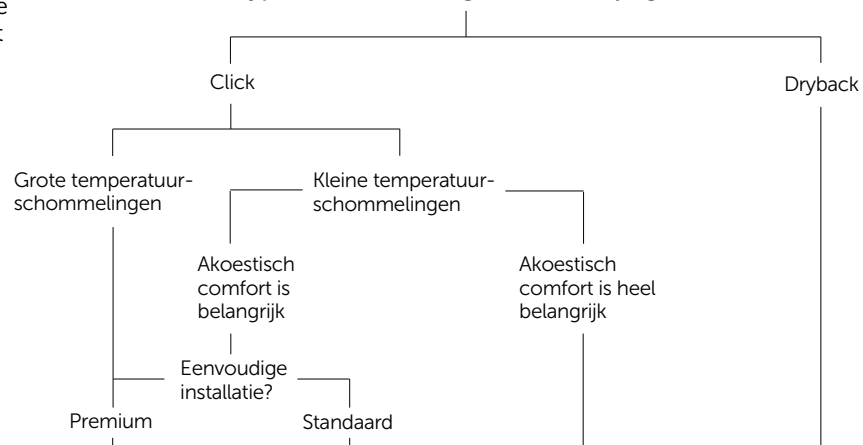 Click
Dryback
Grote temperatuur-
schommelingen
Kleine temperatuur-
schommelingen
Akoestisch
comfort is
belangrijk
Akoestisch
comfort is heel
belangrijk
Eenvoudige
installatie?
Premium
Standaard